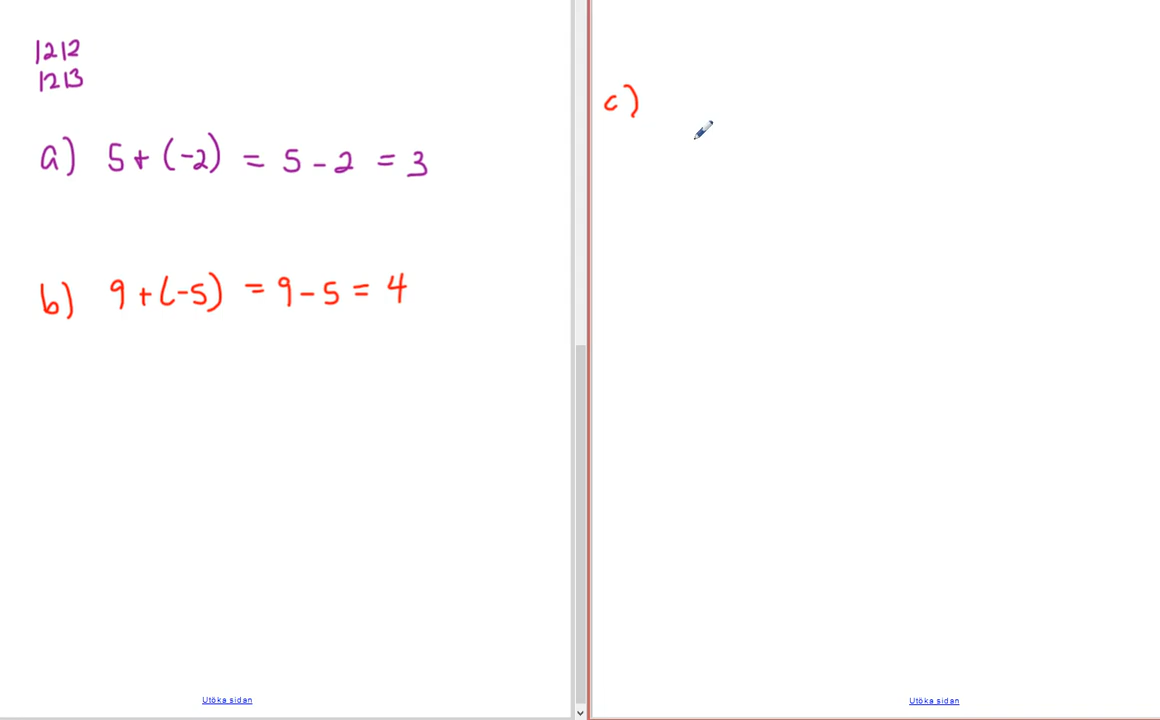 1212
1213
a) 5+(-2) = 5-2 = 3
b) 9+(-5) = 9-5 = 4
Utöka sidan
c)
Utöka sidan